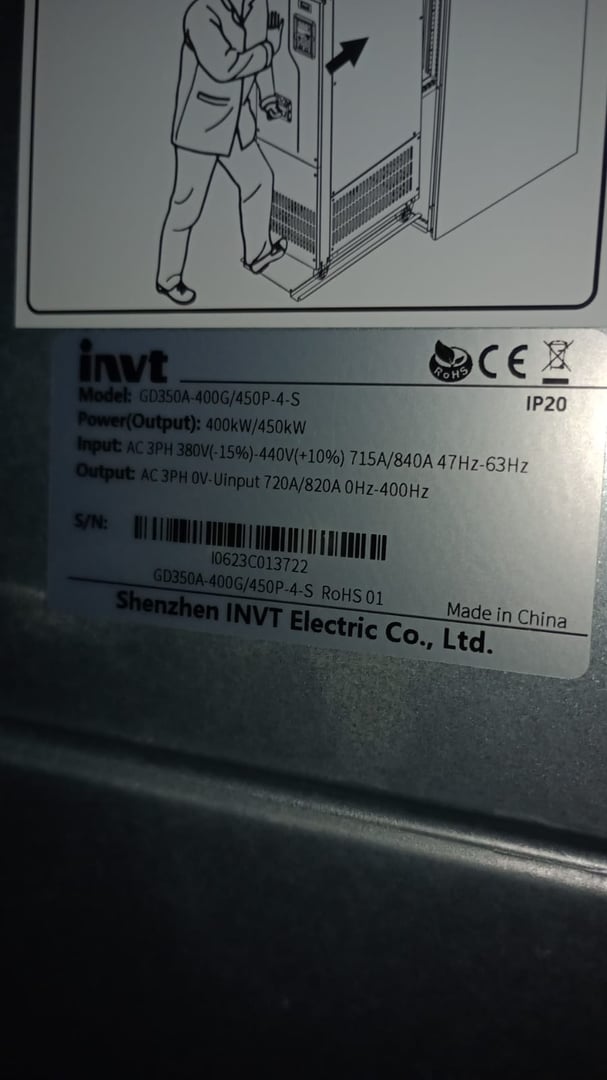 invt
RoHS CE
Model: GD350A-400G/450P-4-S
IP20
Power(Output): 400kW/450kW
Input: AC 3PH 380V(-15%)-440V(+10%) 715A/840A 47Hz-63Hz
Output: AC 3PH 0V-Uinput 720A/820A 0Hz-400Hz
S/N:
I0623C013722
GD350A-400G/450P-4-S RoHS 01
Made in China
Shenzhen INVT Electric Co., Ltd.